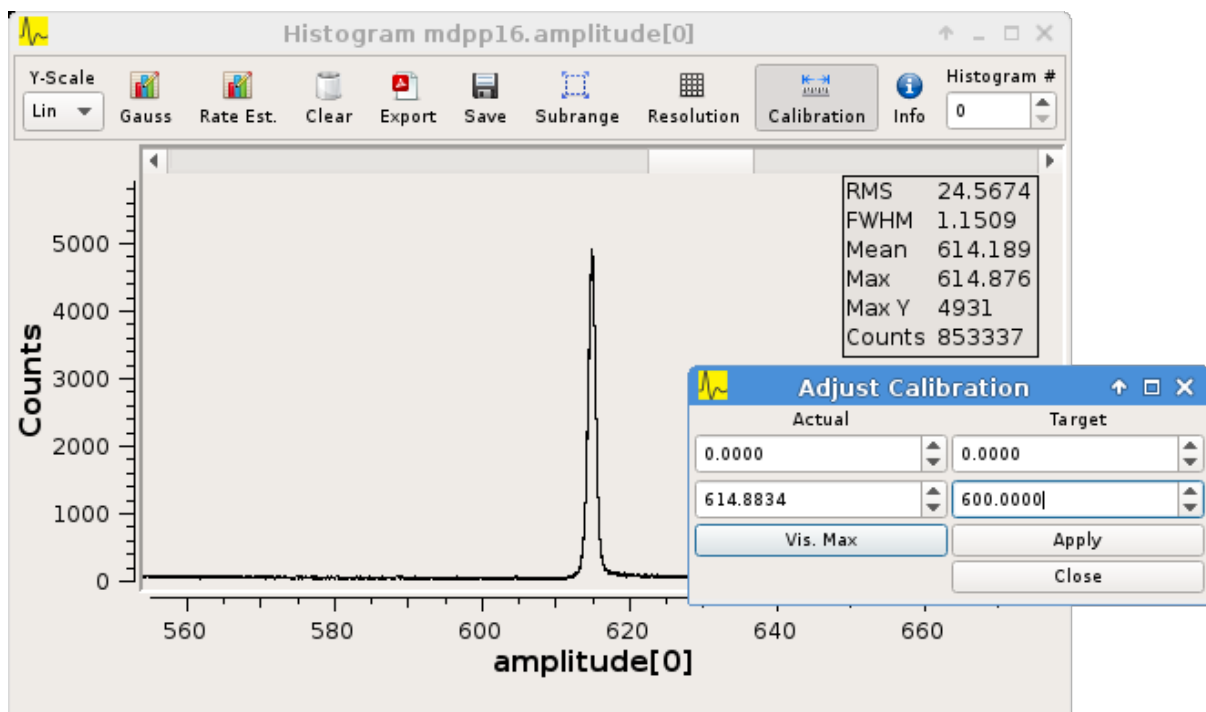 Histogram mdpp16.amplitude[0]
Y-Scale
Lin
Gauss
Rate Est.
Clear
Export
Save
Subrange
Resolution
Calibration
Info
Histogram #
0
RMS 24.5674
FWHM 1.1509
Mean 614.189
Max 614.876
Max Y 4931
Counts 853337
5000
4000
3000
2000
1000
0
Counts
560 580 600 620 640 660
amplitude[0]
Adjust Calibration
Actual Target
0.0000 0.0000
614.8834 600.0000
Vis. Max Apply
Close